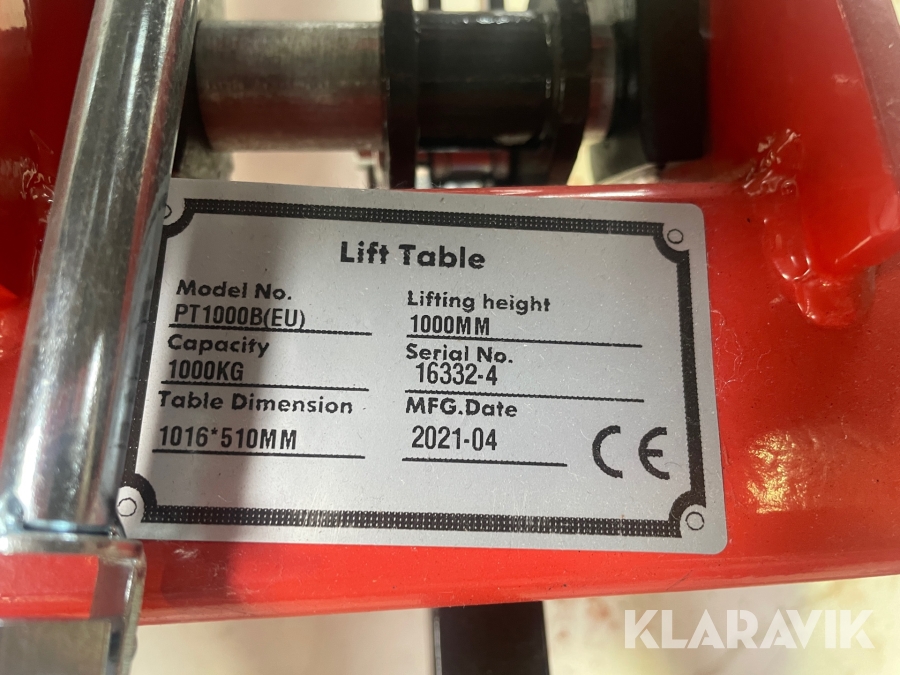 Lift Table
Model No.
PT1000B(EU)
Lifting height
1000MM
Capacity
1000KG
Serial No.
16332-4
Table Dimension
1016*510MM
MFG.Date
2021-04
CE
KLARAVIK